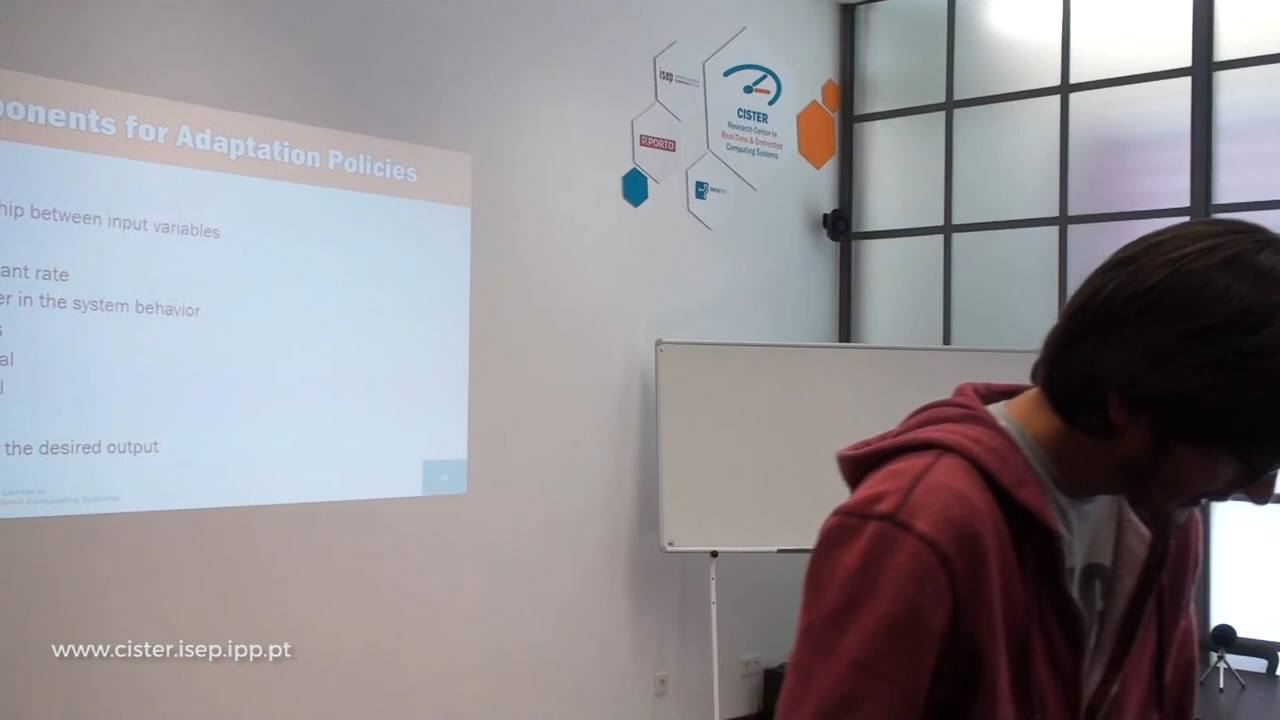 ponents for Adaptation Policies
hip between input variables
ant rate
er in the system behavior
s
al
l
the desired output
isep
P.PORTO
CISTER
Research Center in
Real-Time & Embedded
Computing Systems
www.cister.isep.ipp.pt